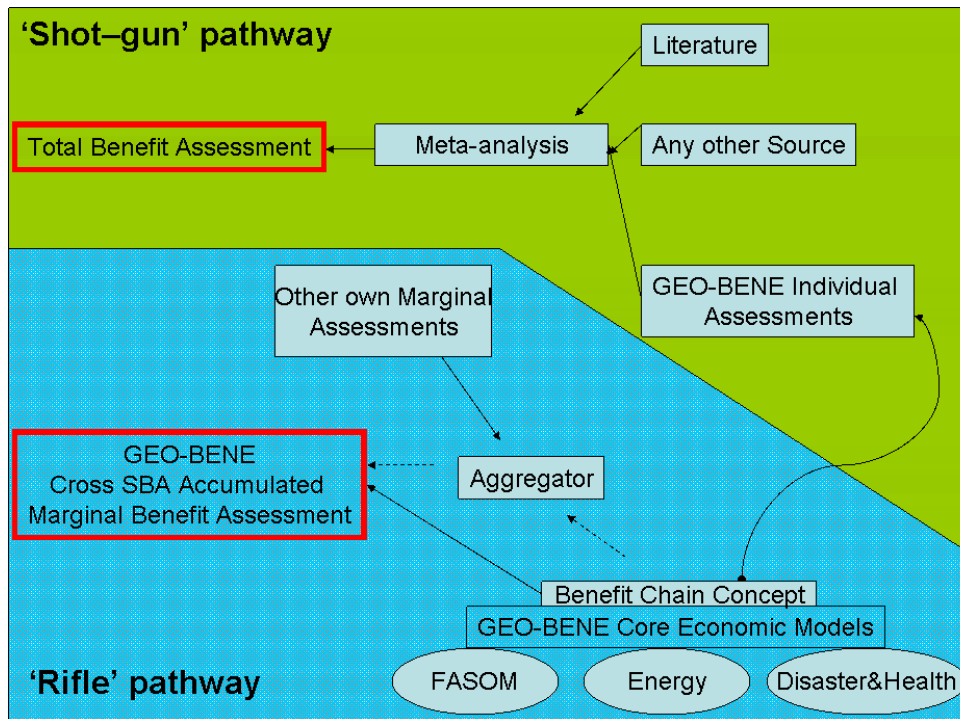 ‘Shot–gun’ pathway
Literature
Total Benefit Assessment
Meta-analysis
Any other Source
Other own Marginal
Assessments
GEO-BENE Individual
Assessments
GEO-BENE
Cross SBA Accumulated
Marginal Benefit Assessment
Aggregator
Benefit Chain Concept
GEO-BENE Core Economic Models
‘Rifle’ pathway
FASOM
Energy
Disaster&Health